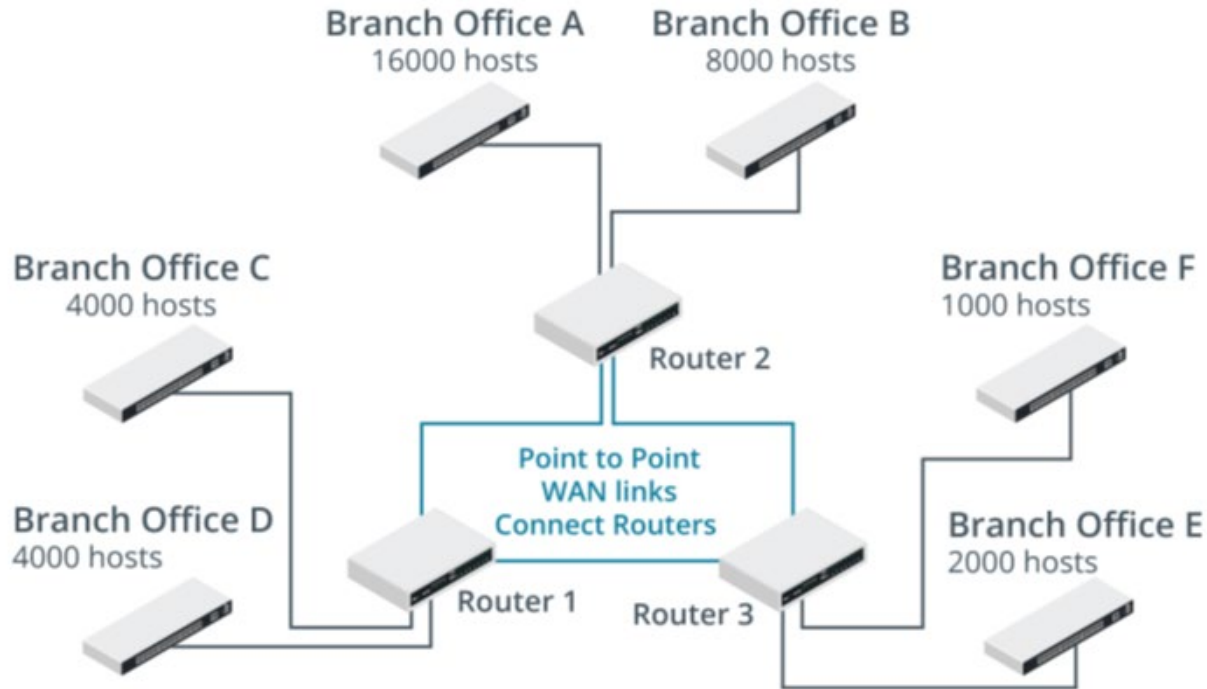 Branch Office A
16000 hosts
Branch Office B
8000 hosts
Branch Office C
4000 hosts
Branch Office F
1000 hosts
Router 2
Point to Point
WAN links
Connect Routers
Branch Office D
4000 hosts
Branch Office E
2000 hosts
Router 1
Router 3